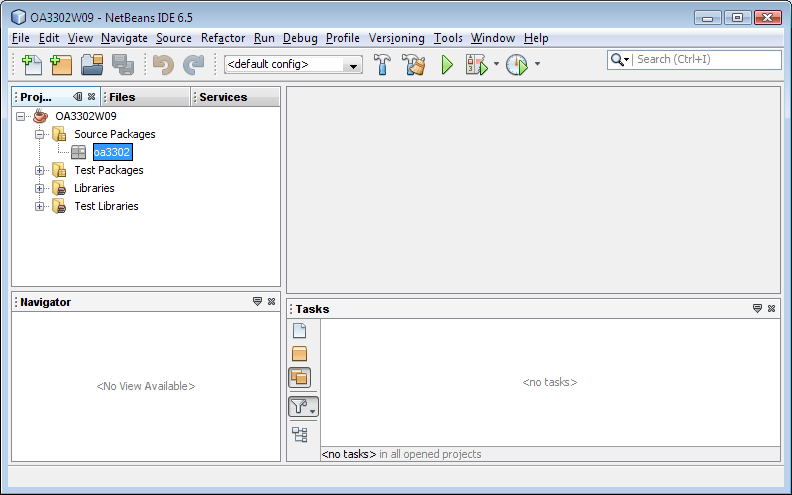 OA3302W09 - NetBeans IDE 6.5
File Edit View Navigate Source Refactor Run Debug Profile Versioning Tools Window Help
<default config>
Search (Ctrl+I)
Proj... Files Services
OA3302W09
Source Packages
oa3302
Test Packages
Libraries
Test Libraries
Navigator
<No View Available>
Tasks
<no tasks>
<no tasks> in all opened projects